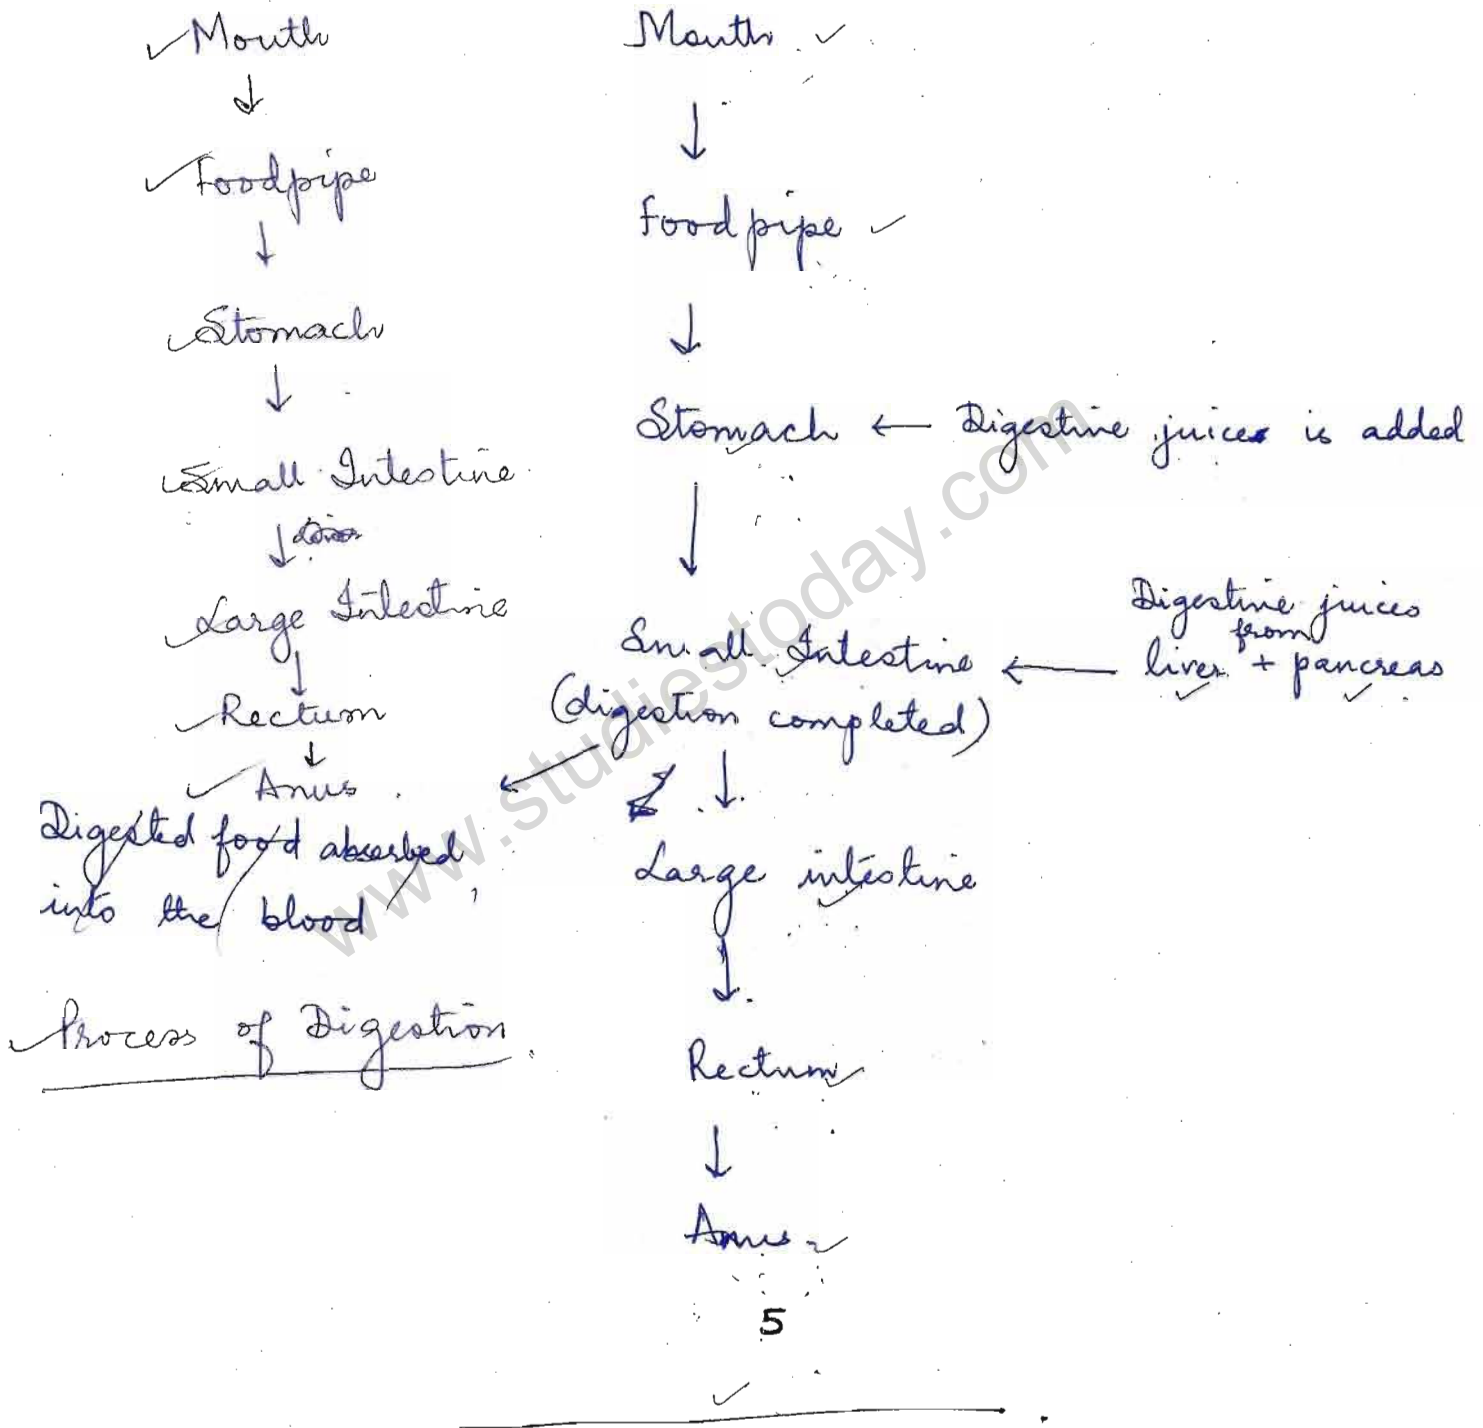 Mouth
↓
Foodpipe
↓
Stomach
↓
Small Intestine
↓
Large Intestine
↓
Rectum
↓
Anus.
Digested food absorbed
into the blood
Process of Digestion.
Mouth
↓
Foodpipe
↓
Stomach ← Digestive juices is added
↓
Small Intestine ← Digestive juices
from
liver + pancreas
(digestion completed)
↓
Large intestine
↓
Rectum
↓
Anus
5
www.studiestoday.com